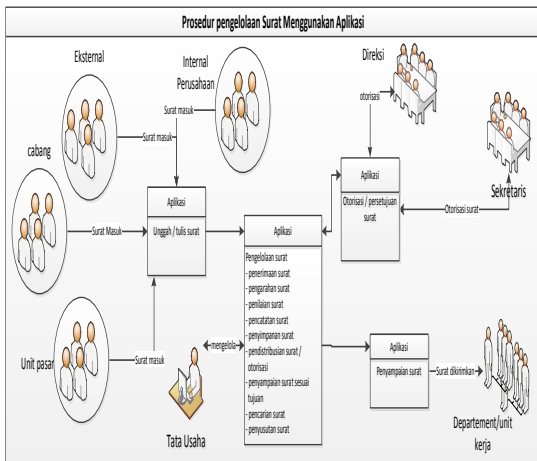 Prosedur pengelolaan Surat Menggunakan Aplikasi
Eksternal
Internal
Perusahaan
Direksi
Surat masuk
otorisasi
cabang
Surat masuk
Sekretaris
Aplikasi
Otorisasi / persetujuan
surat
Otorisasi surat
Aplikasi
Unggah / tulis surat
Surat Masuk
Aplikasi
Pengelolaan surat
- penerimaan surat
- pengarahan surat
- penilaian surat
- pencatatan surat
- penyimpanan surat
- pendistribusian surat /
otorisasi
- penyampaian surat sesuai
tujuan
- pencarian surat
- penyusutan surat
Unit pasar
Surat masuk
mengelola
Tata Usaha
Aplikasi
Penyampaian surat
Surat dikirimkan
Departement/unit
kerja